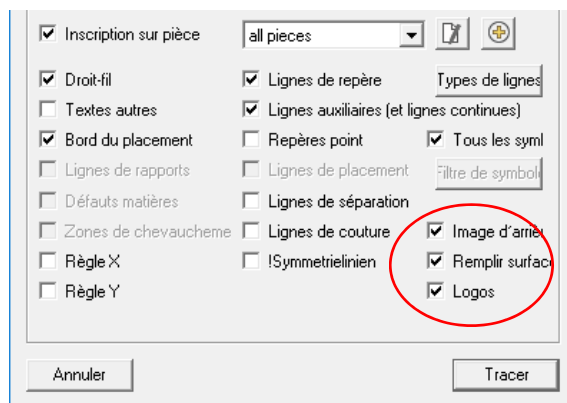 Inscription sur pièce all pieces
Droit-fil Lignes de repère Types de lignes
Textes autres Lignes auxiliaires (et lignes continues)
Bord du placement Repères point Tous les symb
Lignes de rapports Lignes de placement Filtre de symbole
Défauts matières Lignes de séparation
Zones de chevaucheme Lignes de couture Image d'arriè
Règle X !Symmetrielinien Remplir surface
Règle Y Logos
Annuler Tracer